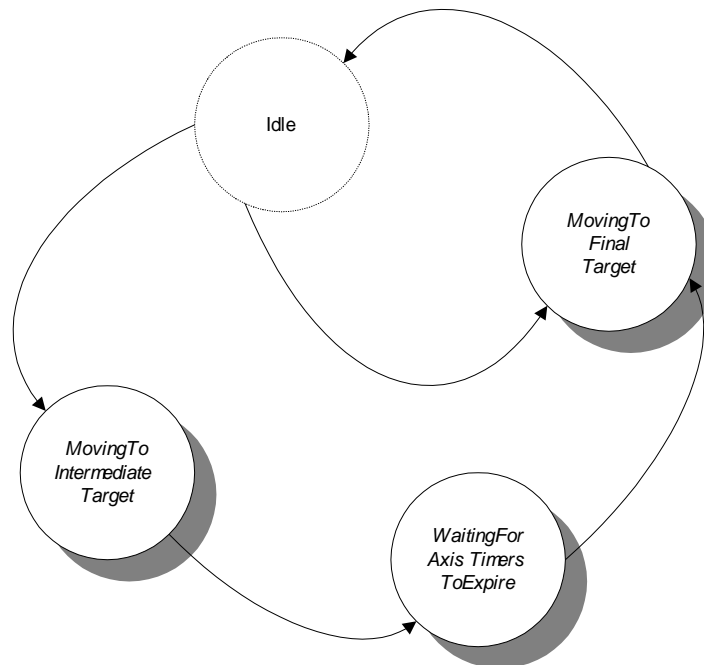 Idle
MovingTo
Final
Target
MovingTo
Intermediate
Target
WaitingFor
Axis Timers
ToExpire